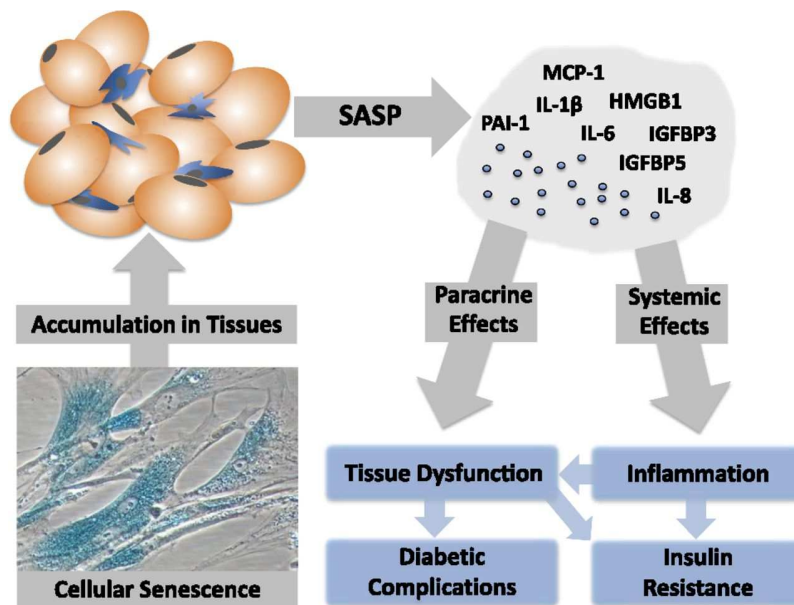 MCP-1
IL-1β
HMGB1
PAI-1
IL-6
IGFBP3
IGFBP5
IL-8
SASP
Paracrine
Effects
Systemic
Effects
Accumulation in Tissues
Cellular Senescence
Tissue Dysfunction
Inflammation
Diabetic
Complications
Insulin
Resistance